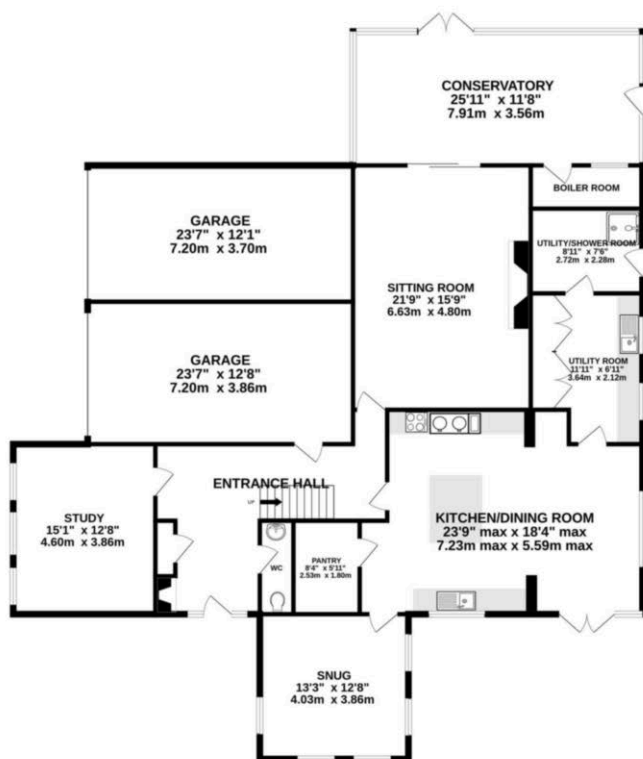 CONSERVATORY
25'11" x 11'8"
7.91m x 3.56m
BOILER ROOM
GARAGE
23'7" x 12'1"
7.20m x 3.70m
UTILITY/SHOWER ROOM
8'11" x 7'6"
2.72m x 2.28m
SITTING ROOM
21'9" x 15'9"
6.63m x 4.80m
GARAGE
23'7" x 12'8"
7.20m x 3.86m
UTILITY ROOM
11'11" x 6'11"
3.64m x 2.12m
ENTRANCE HALL
UP
STUDY
15'1" x 12'8"
4.60m x 3.86m
KITCHEN/DINING ROOM
23'9" max x 18'4" max
7.23m max x 5.59m max
WC
PANTRY
8'4" x 5'11"
2.53m x 1.80m
SNUG
13'3" x 12'8"
4.03m x 3.86m